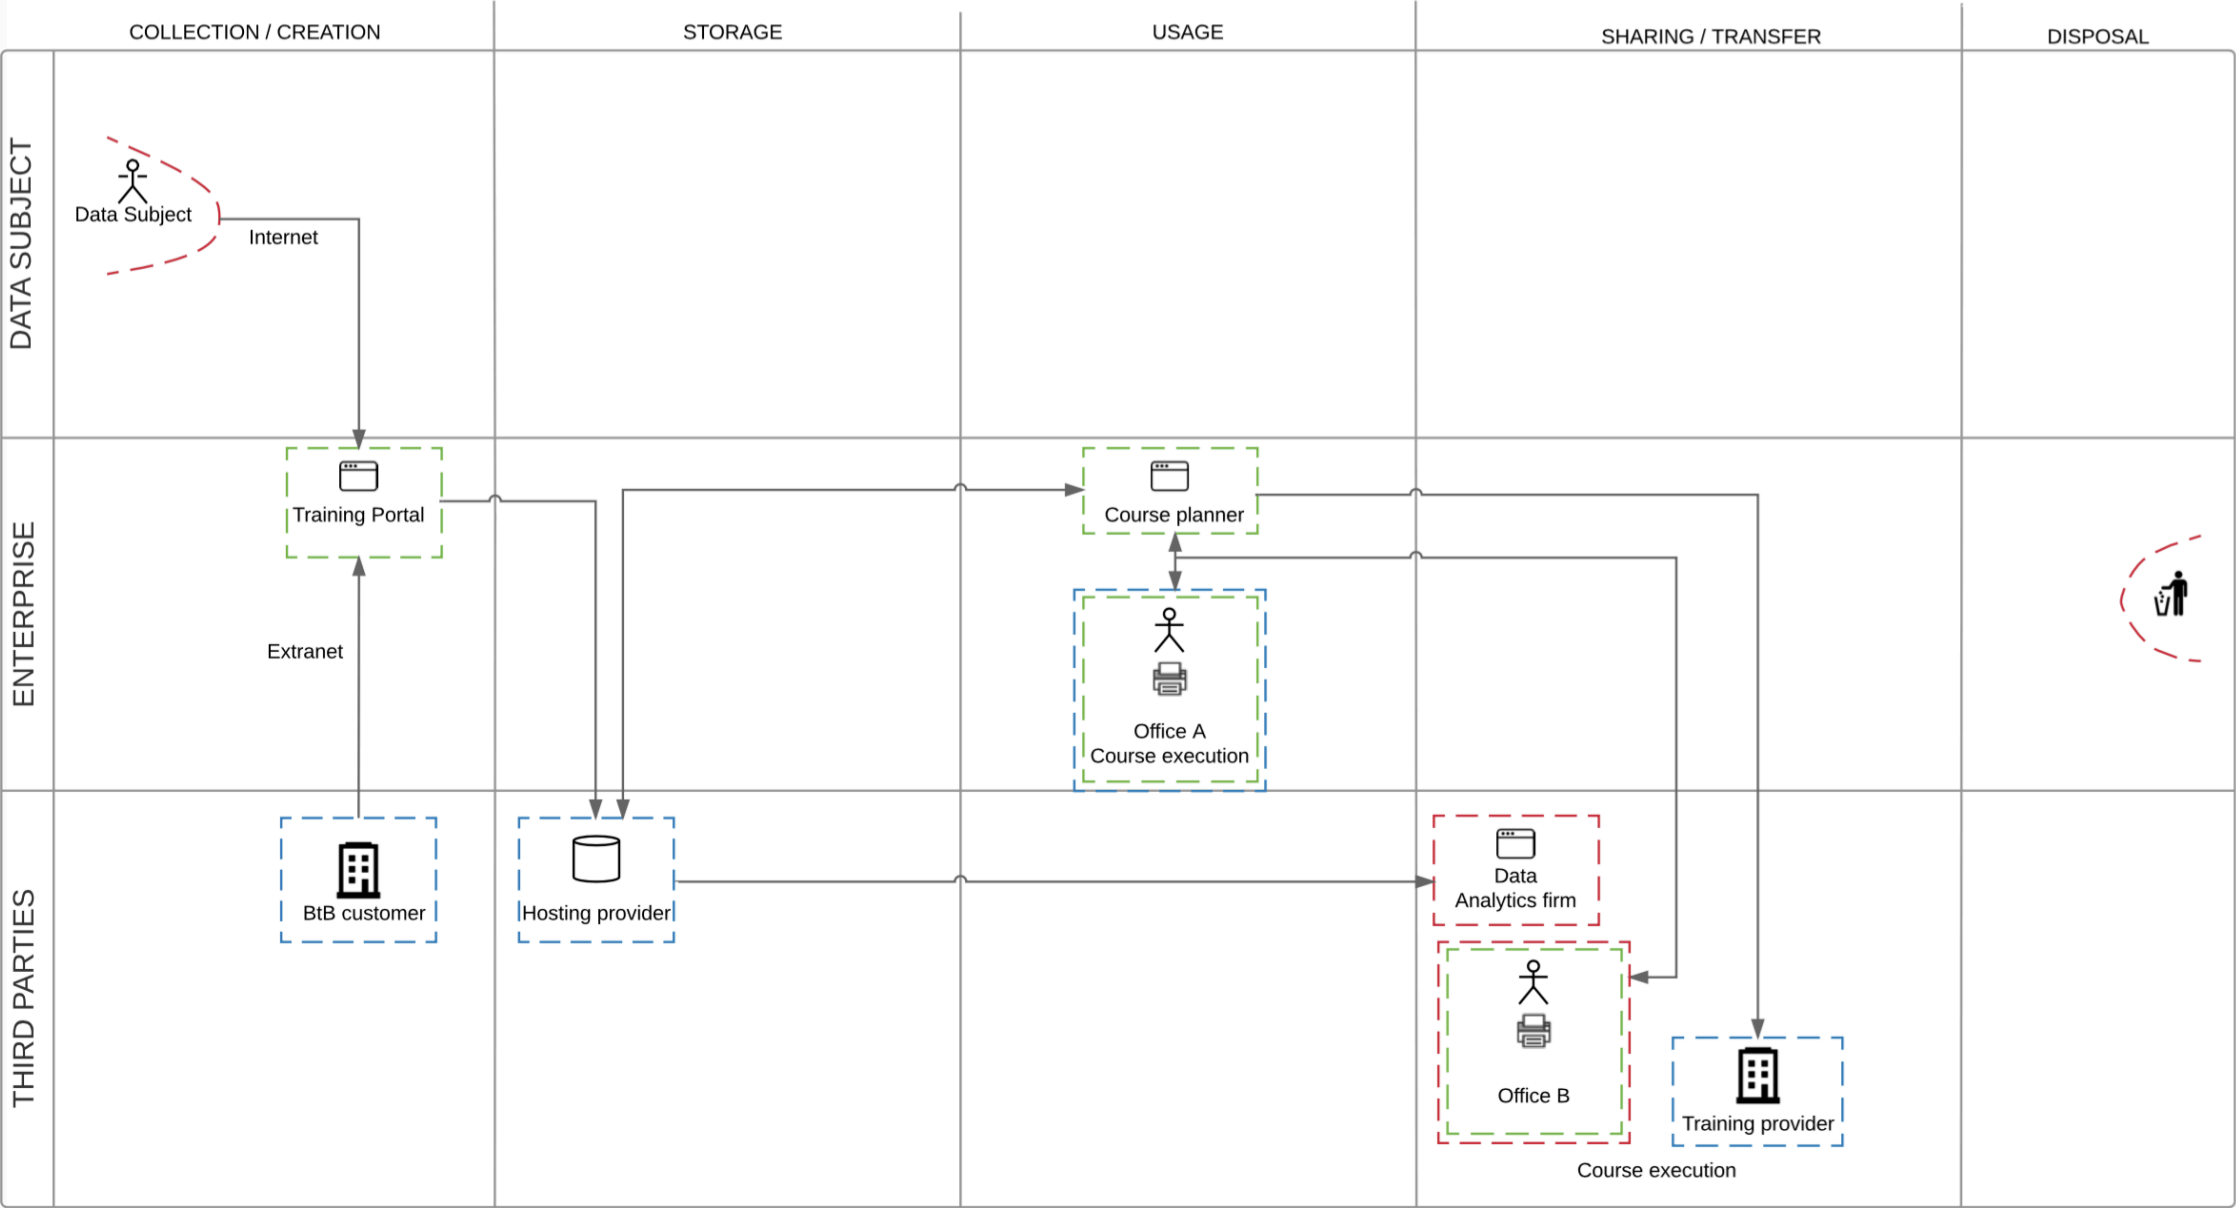 COLLECTION / CREATION
STORAGE
USAGE
SHARING / TRANSFER
DISPOSAL
DATA SUBJECT
Data Subject
Internet
ENTERPRISE
Training Portal
Course planner
Extranet
Office A
Course execution
THIRD PARTIES
BtB customer
Hosting provider
Data
Analytics firm
Office B
Training provider
Course execution